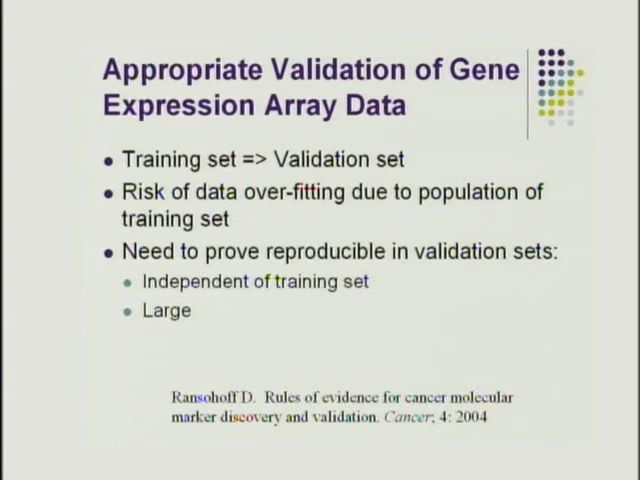 Appropriate Validation of Gene
Expression Array Data
Training set => Validation set
Risk of data over-fitting due to population of
training set
Need to prove reproducible in validation sets:
Independent of training set
Large
Ransohoff D. Rules of evidence for cancer molecular
marker discovery and validation. Cancer, 4: 2004